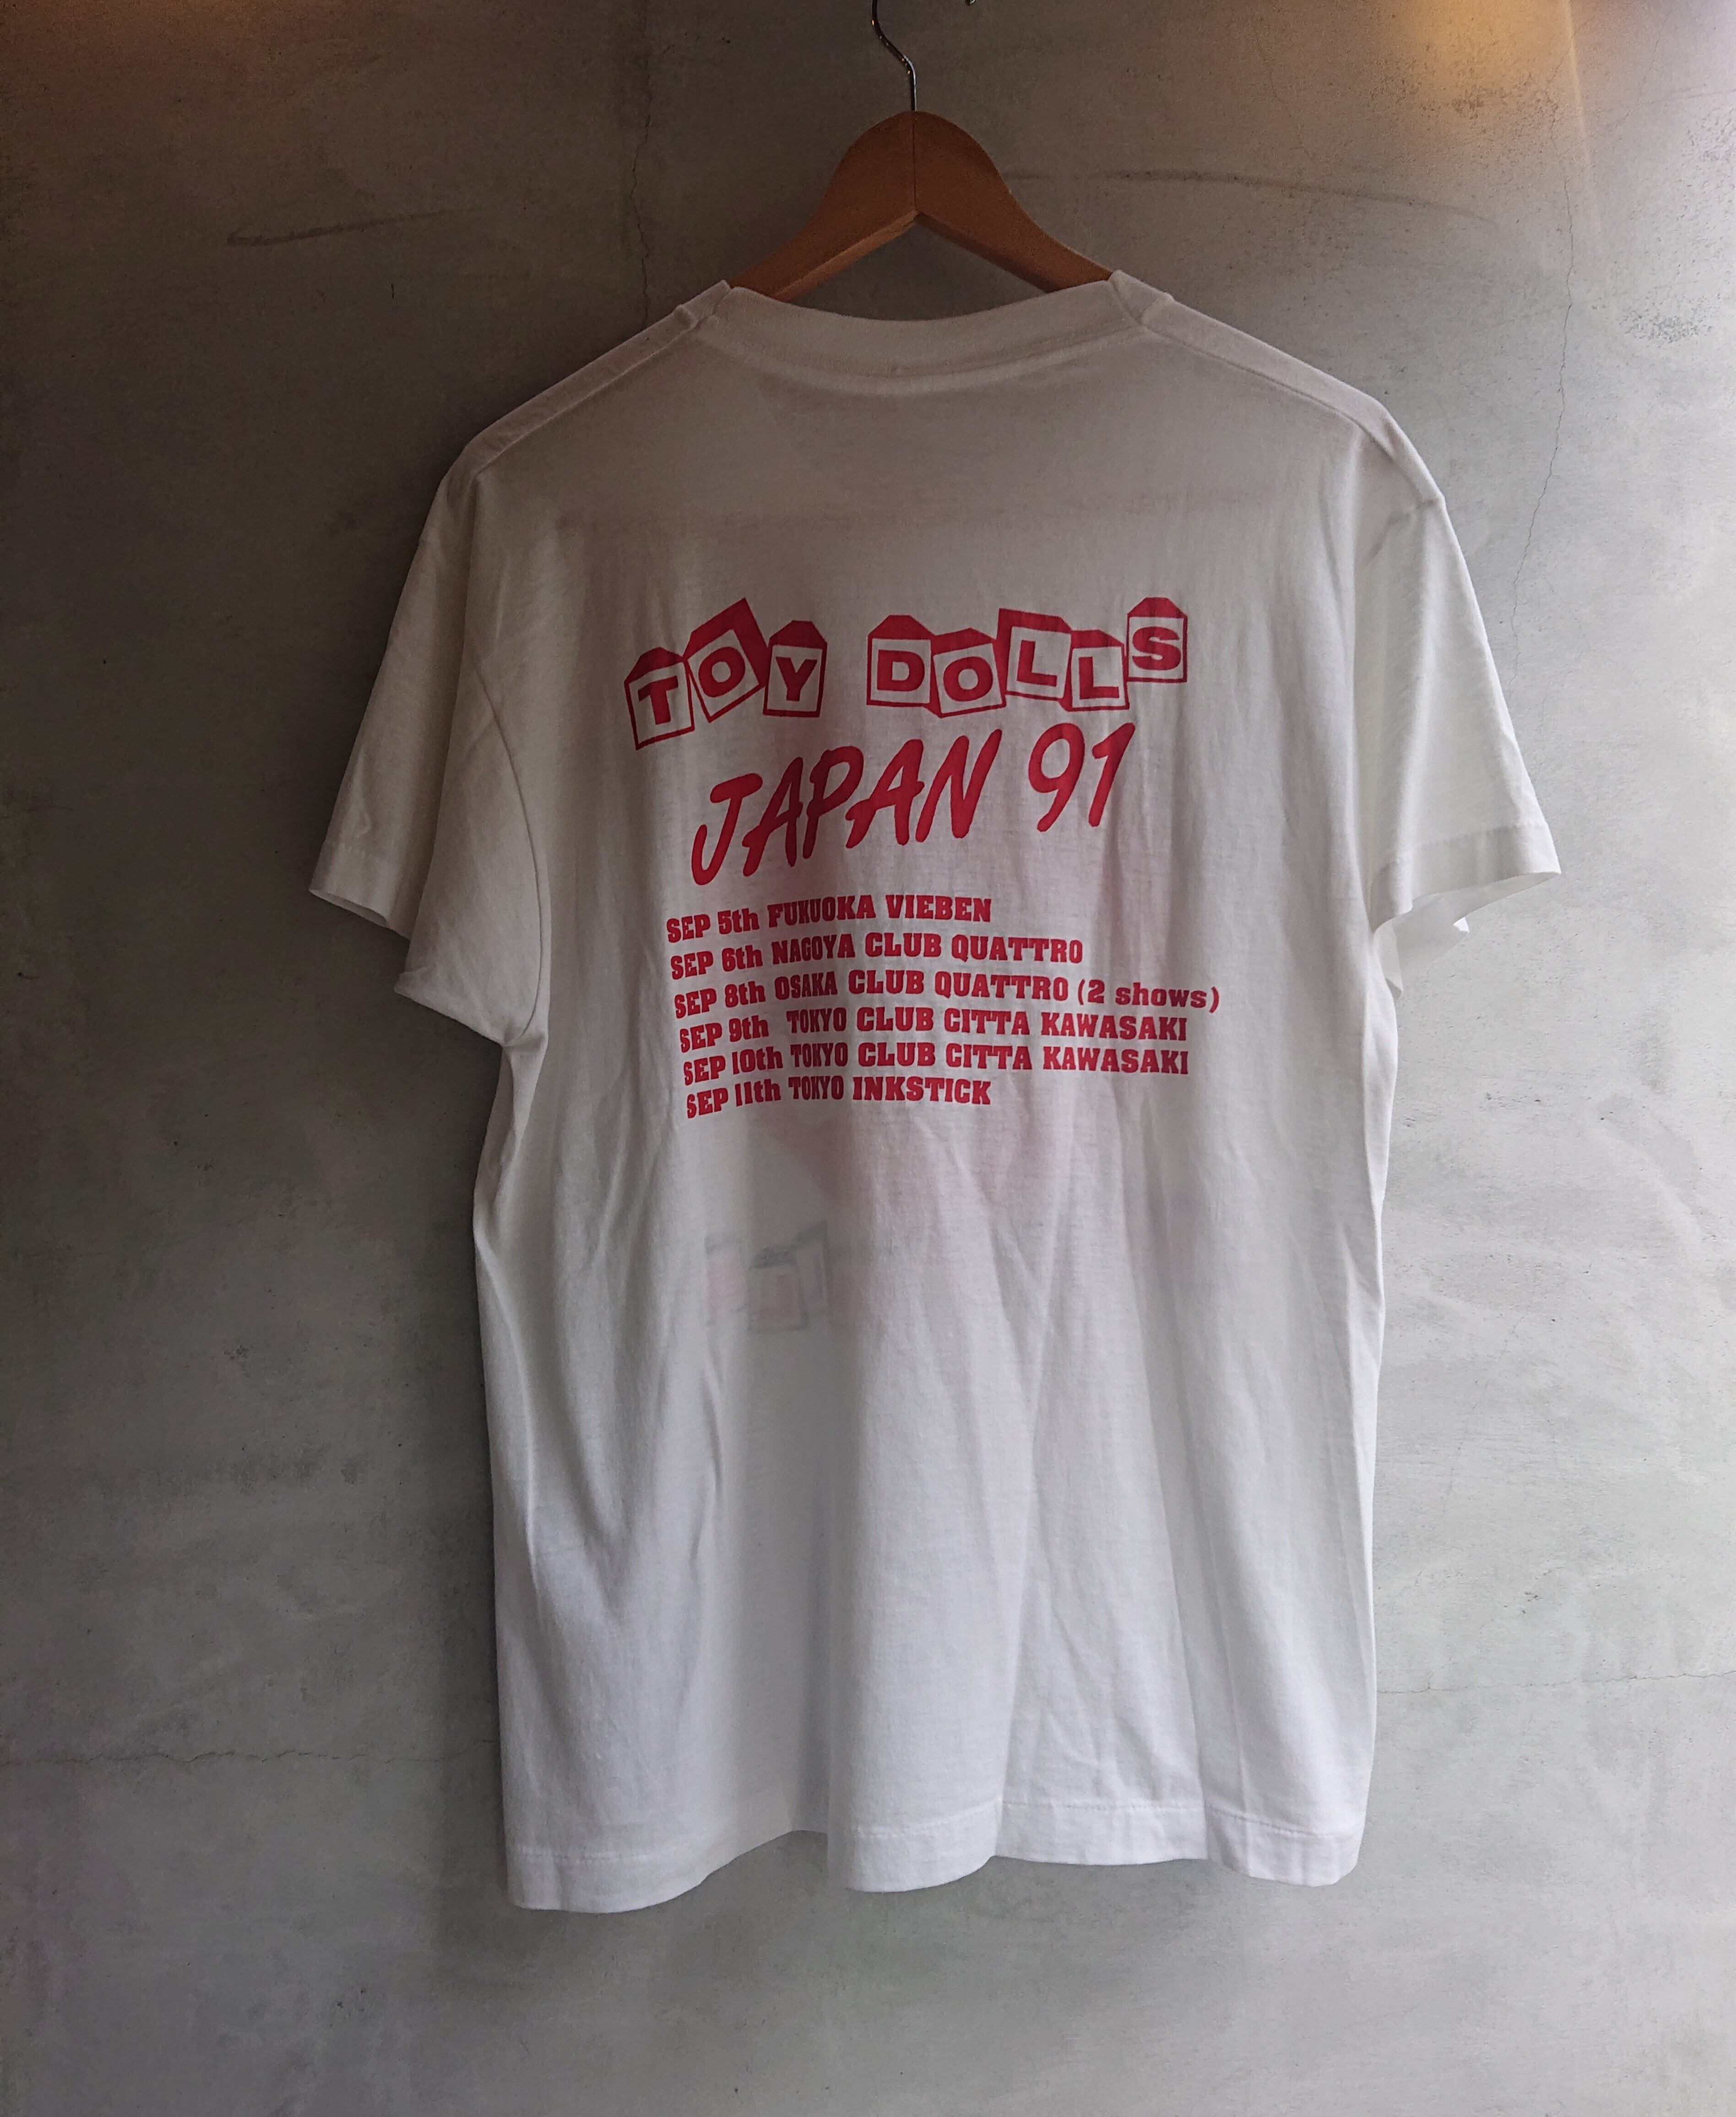 TOY DOLLS
JAPAN 91
SEP 5th FUKUOKA VIEBEN
SEP 6th NAGOYA CLUB QUATTRO
SEP 8th OSAKA CLUB QUATTRO (2 shows)
SEP 9th TOKYO CLUB CITTA KAWASAKI
SEP 10th TOKYO CLUB CITTA KAWASAKI
SEP 11th TOKYO INKSTICK